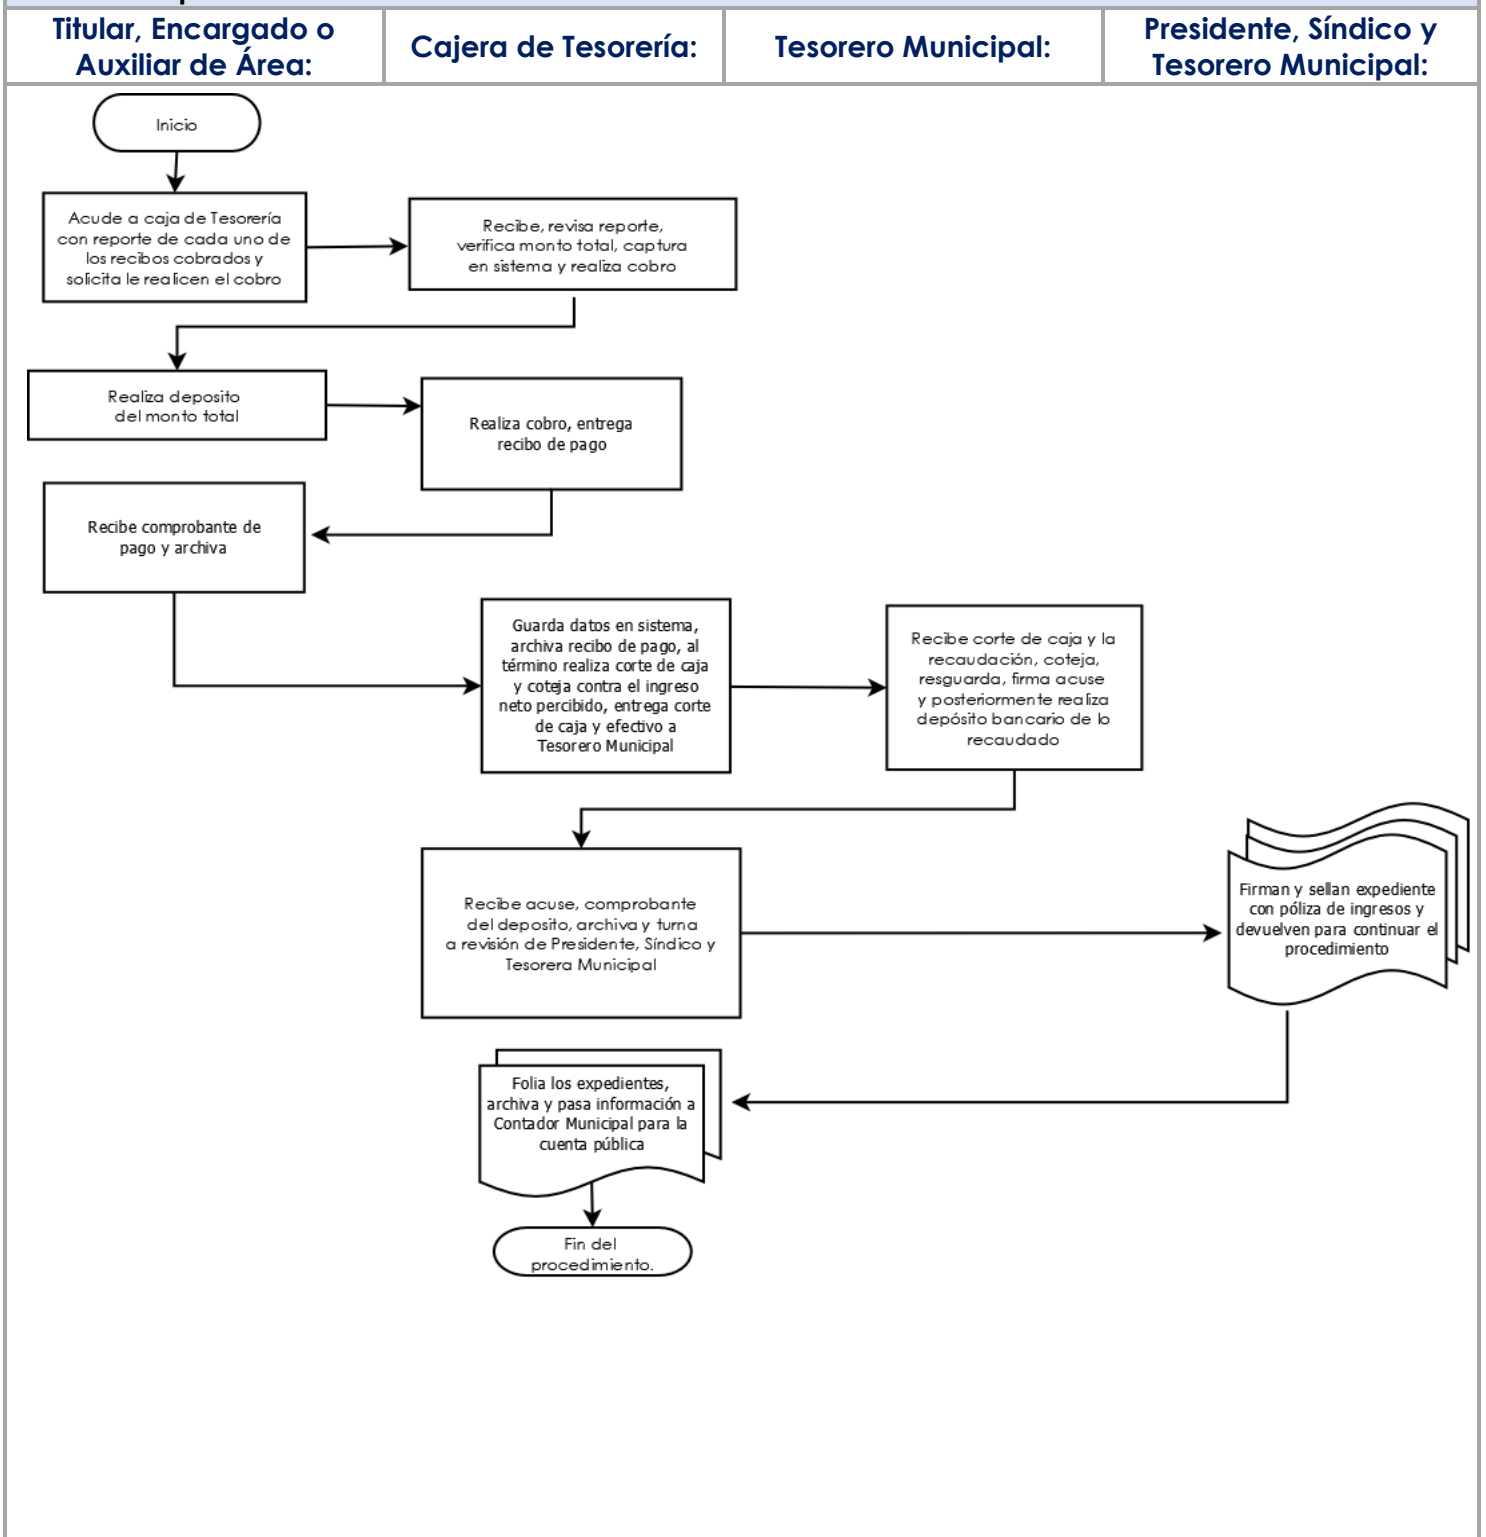 Titular, Encargado o
Auxiliar de Área:
Cajera de Tesorería:
Tesorero Municipal:
Presidente, Síndico y
Tesorero Municipal:
Inicio
Acude a caja de Tesorería
con reporte de cada uno de
los recibos cobrados y
solicita le realicen el cobro
Recibe, revisa reporte,
verifica monto total, captura
en sistema y realiza cobro
Realiza deposito
del monto total
Realiza cobro, entrega
recibo de pago
Recibe comprobante de
pago y archiva
Guarda datos en sistema,
archiva recibo de pago, al
término realiza corte de caja
y coteja contra el ingreso
neto percibido, entrega corte
de caja y efectivo a
Tesorero Municipal
Recibe corte de caja y la
recaudación, coteja,
resguarda, firma acuse
y posteriormente realiza
depósito bancario de lo
recaudado
Recibe acuse, comprobante
del deposito, archiva y turna
a revisión de Presidente, Síndico y
Tesorera Municipal
Firman y sellan expediente
con póliza de ingresos y
devuelven para continuar el
procedimiento
Folia los expedientes,
archiva y pasa información a
Contador Municipal para la
cuenta pública
Fin del
procedimiento.